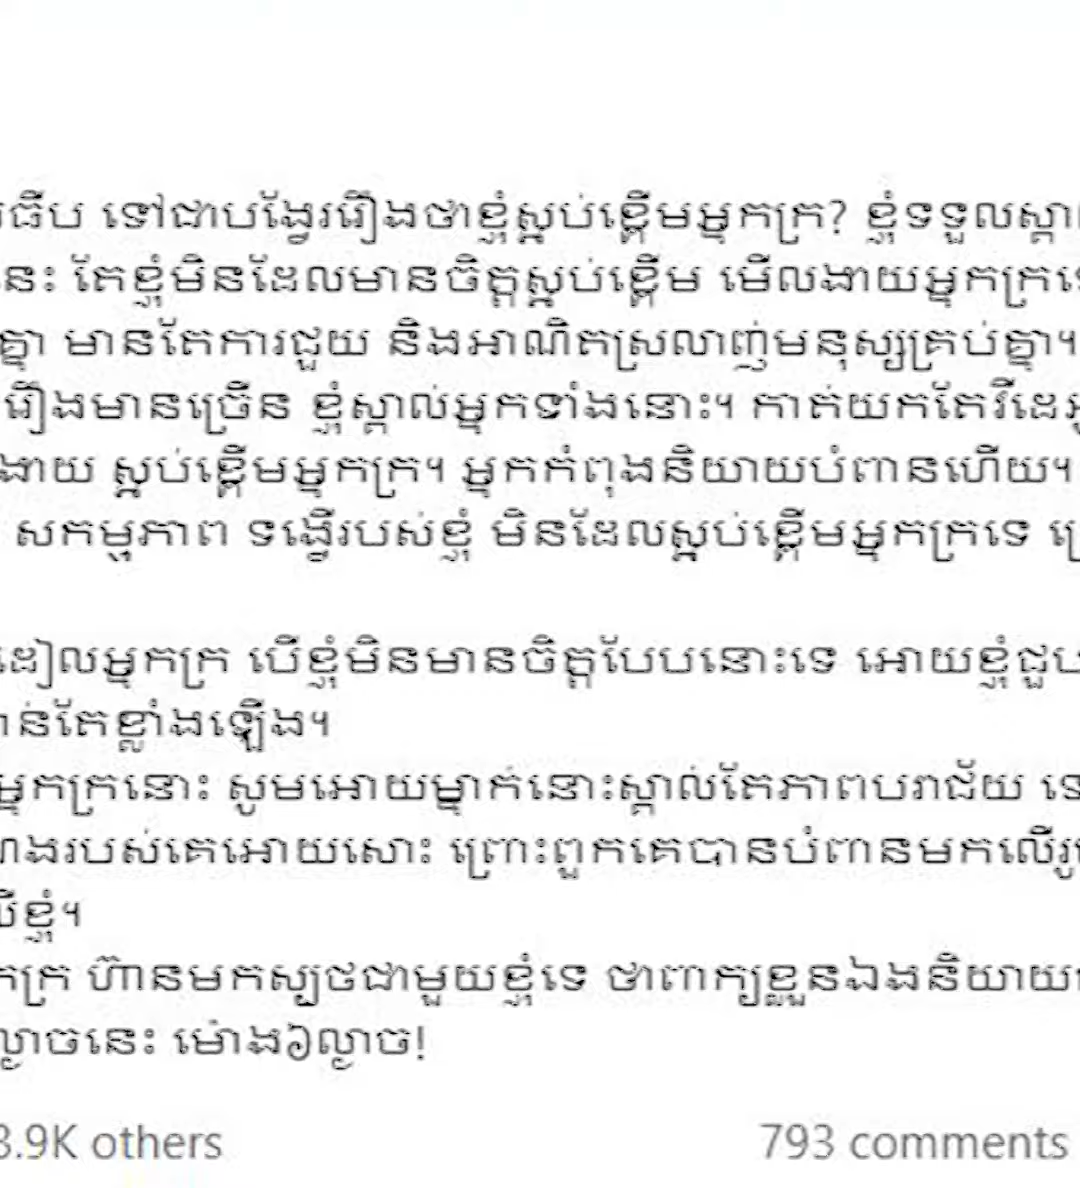 ធីប ទៅជាបង្វែររឿងថាខ្ញុំស្អប់ខ្ពើមអ្នកក្រ? ខ្ញុំទទួលស្គា
នេះ តែខ្ញុំមិនដែលមានចិត្តស្អប់ខ្ពើម មើលងាយអ្នកក្រទេ
គ្នា មានតែការជួយ និងអាណិតស្រលាញ់មនុស្សគ្រប់គ្នា។
រឿងមានច្រើន ខ្ញុំស្គាល់អ្នកទាំងនោះ។ កាត់យកតែវីដេអូ
ងាយ ស្អប់ខ្ពើមអ្នកក្រ។ អ្នកកំពុងនិយាយបំពានហើយ។
សកម្មភាព ទង្វើរបស់ខ្ញុំ មិនដែលស្អប់ខ្ពើមអ្នកក្រទេ
ដៀលអ្នកក្រ បើខ្ញុំមិនមានចិត្តបែបនោះទេ អោយខ្ញុំជួប
ាន់តែខ្លាំងឡើង។
អ្នកក្រនោះ សូមអោយម្នាក់នោះស្គាល់តែភាពបរាជ័យ ទេ
ណងរបស់គេអោយសោះ ព្រោះពួកគេបានបំពានមកលើរូប
ើខ្ញុំ។
កក្រ ហ៊ានមកស្បថជាមួយខ្ញុំទេ ថាពាក្យខ្លួនឯងនិយាយ
ល្ងាចនេះ ម៉ោង៦ល្ងាច!
3.9K others
793 comments